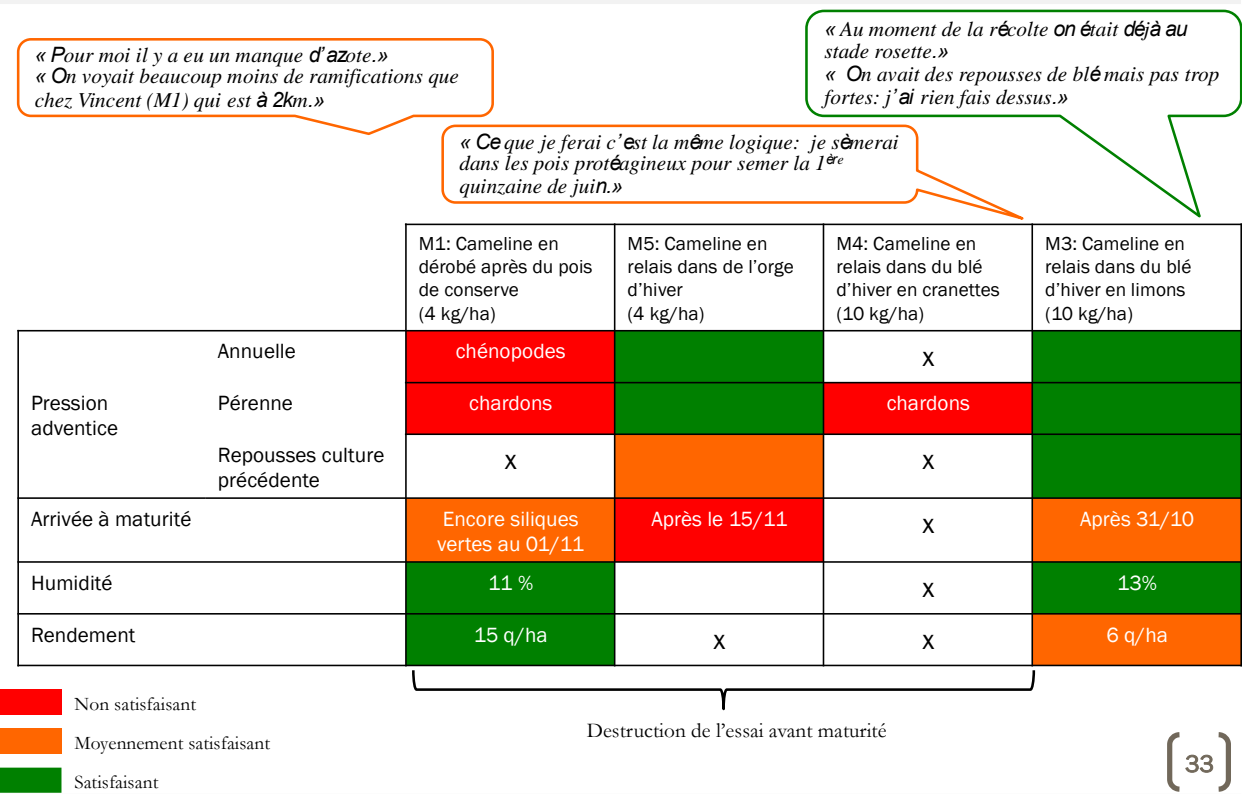 « Pour moi il y a eu un manque d'azote.»
« On voyait beaucoup moins de ramifications que
chez Vincent (M1) qui est à 2km.»
« Au moment de la récolte on était déjà au
stade rosette.»
« On avait des repousses de blé mais pas trop
fortes: j'ai rien fais dessus.»
« Ce que je ferai c'est la même logique: je sèmerai
dans les pois protéagineux pour semer la 1ère
quinzaine de juin.»
M1: Cameline en
dérobé après du pois
de conserve
(4 kg/ha)
M5: Cameline en
relais dans de l'orge
d'hiver
(4 kg/ha)
M4: Cameline en
relais dans du blé
d'hiver en cranettes
(10 kg/ha)
M3: Cameline en
relais dans du blé
d'hiver en limons
(10 kg/ha)
Pression
adventice
Annuelle
chénopodes
x
Pérenne
chardons
chardons
Repousses culture
précédente
x
x
Arrivée à maturité
Encore siliques
vertes au 01/11
Après le 15/11
x
Après 31/10
Humidité
11 %
x
13%
Rendement
15 q/ha
x
x
6 q/ha
Non satisfaisant
Moyennement satisfaisant
Satisfaisant
Destruction de l'essai avant maturité
33